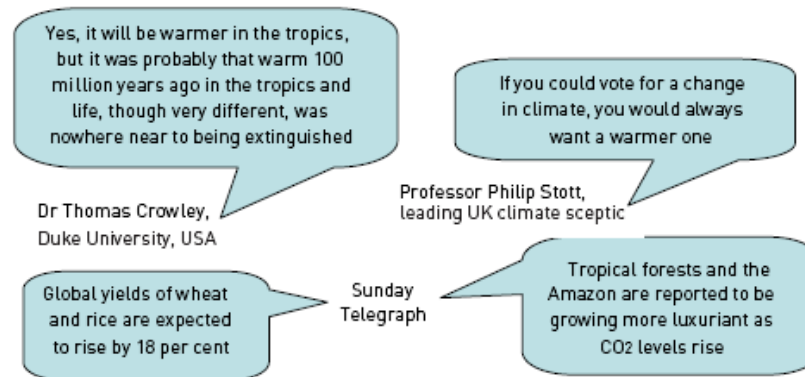 Yes, it will be warmer in the tropics,
but it was probably that warm 100
million years ago in the tropics and
life, though very different, was
nowhere near to being extinguished
Dr Thomas Crowley,
Duke University, USA
If you could vote for a change
in climate, you would always
want a warmer one
Professor Philip Stott,
leading UK climate sceptic
Global yields of wheat
and rice are expected
to rise by 18 per cent
Sunday
Telegraph
Tropical forests and the
Amazon are reported to be
growing more luxuriant as
CO2 levels rise